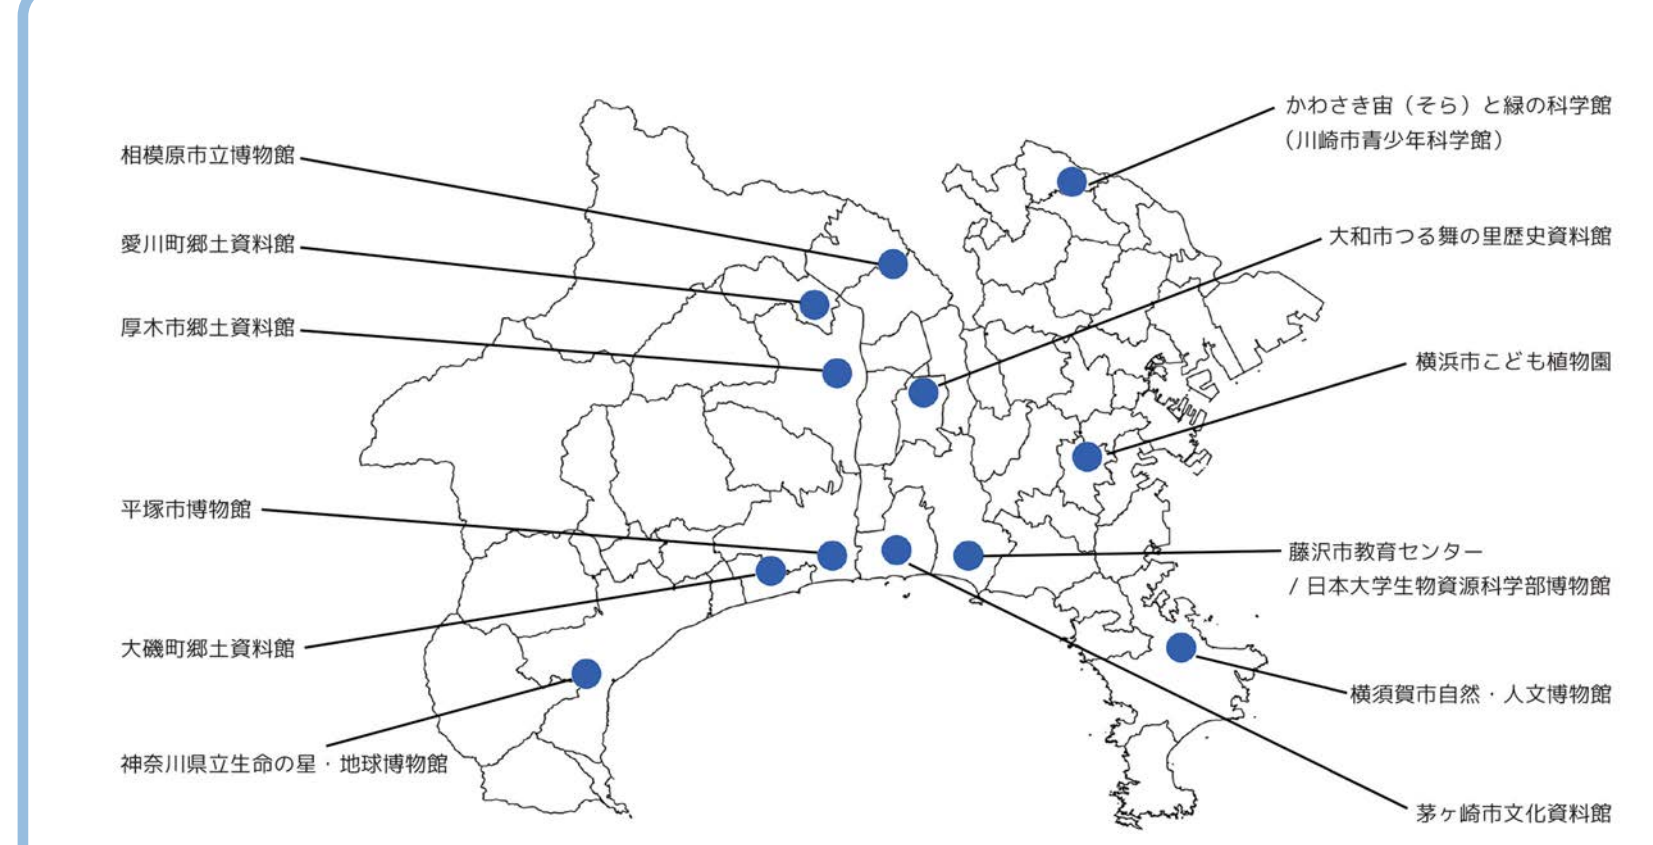 相模原市立博物館
愛川町郷土資料館
厚木市郷土資料館
平塚市博物館
大磯町郷土資料館
神奈川県立生命の星・地球博物館
かわさき宙（そら）と緑の科学館
（川崎市青少年科学館）
大和市つる舞の里歴史資料館
横浜市こども植物園
藤沢市教育センター
/ 日本大学生物資源科学部博物館
横須賀市自然・人文博物館
茅ヶ崎市文化資料館